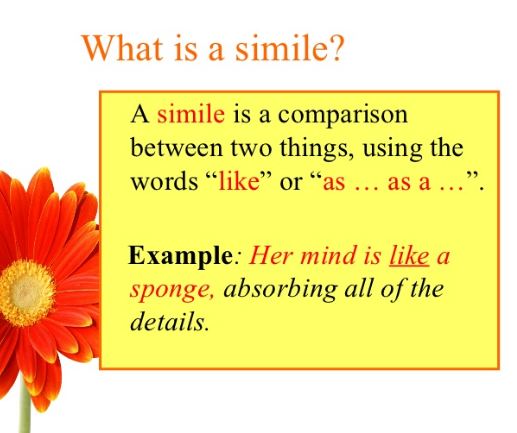 What is a simile?
A simile is a comparison
between two things, using the
words “like” or “as … as a …”.
Example: Her mind is like a
sponge, absorbing all of the
details.